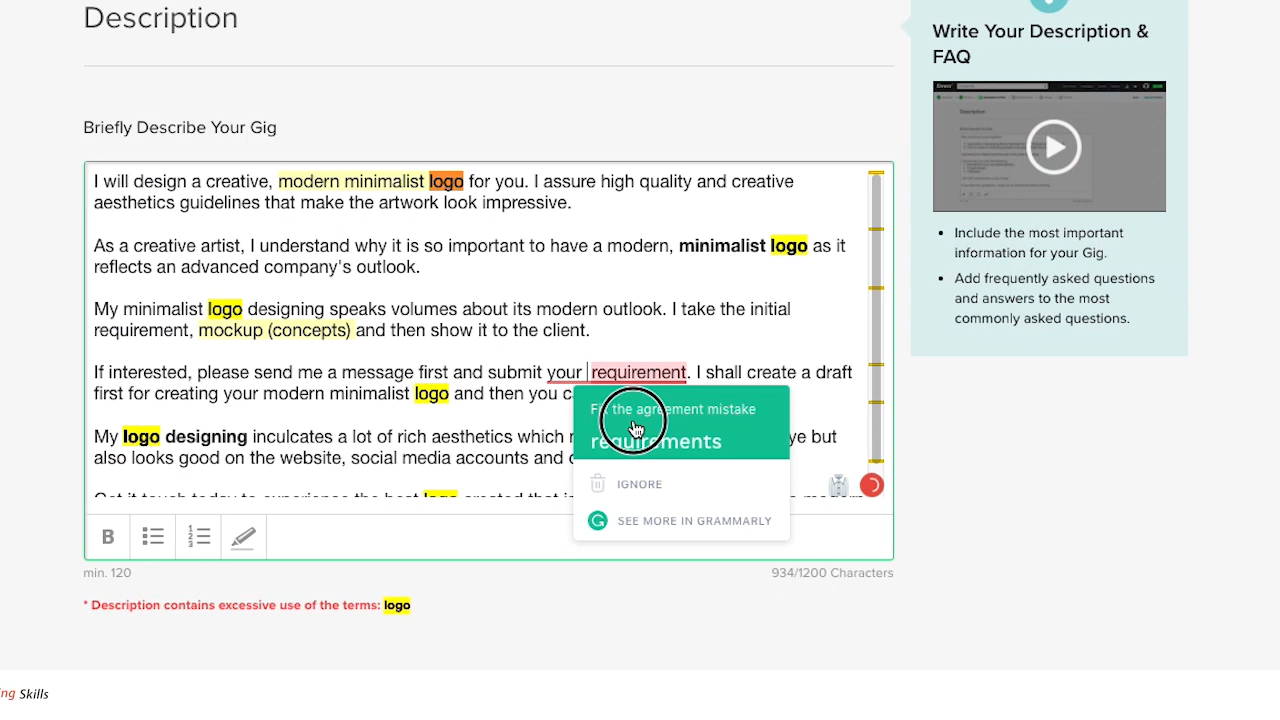 Description
Write Your Description &
FAQ
Briefly Describe Your Gig
I will design a creative, modern minimalist logo for you. I assure high quality and creative
aesthetics guidelines that make the artwork look impressive.
As a creative artist, I understand why it is so important to have a modern, minimalist logo as it
reflects an advanced company's outlook.
My minimalist logo designing speaks volumes about its modern outlook. I take the initial
requirement, mockup (concepts) and then show it to the client.
If interested, please send me a message first and submit your requirement. I shall create a draft
first for creating your modern minimalist logo and then you
Fix the agreement mistake
requirements
My logo designing inculcates a lot of rich aesthetics which ye but
also looks good on the website, social media accounts and
IGNORE
SEE MORE IN GRAMMARLY
B
min. 120
934/1200 Characters
* Description contains excessive use of the terms: logo
• Include the most important
information for your Gig.
• Add frequently asked questions
and answers to the most
commonly asked questions.
ing Skills